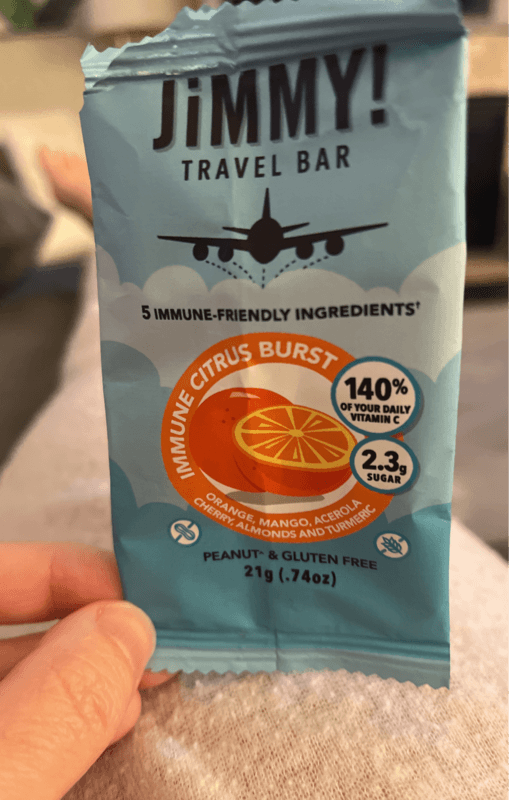 JiMMY!
TRAVEL BAR
5 IMMUNE-FRIENDLY INGREDIENTS†
IMMUNE CITRUS BURST
140%
OF YOUR DAILY
VITAMIN C
2.3g
SUGAR
ORANGE, MANGO, ACEROLA
CHERRY, ALMONDS AND TURMERIC
PEANUT* & GLUTEN FREE
21g (.74oz)